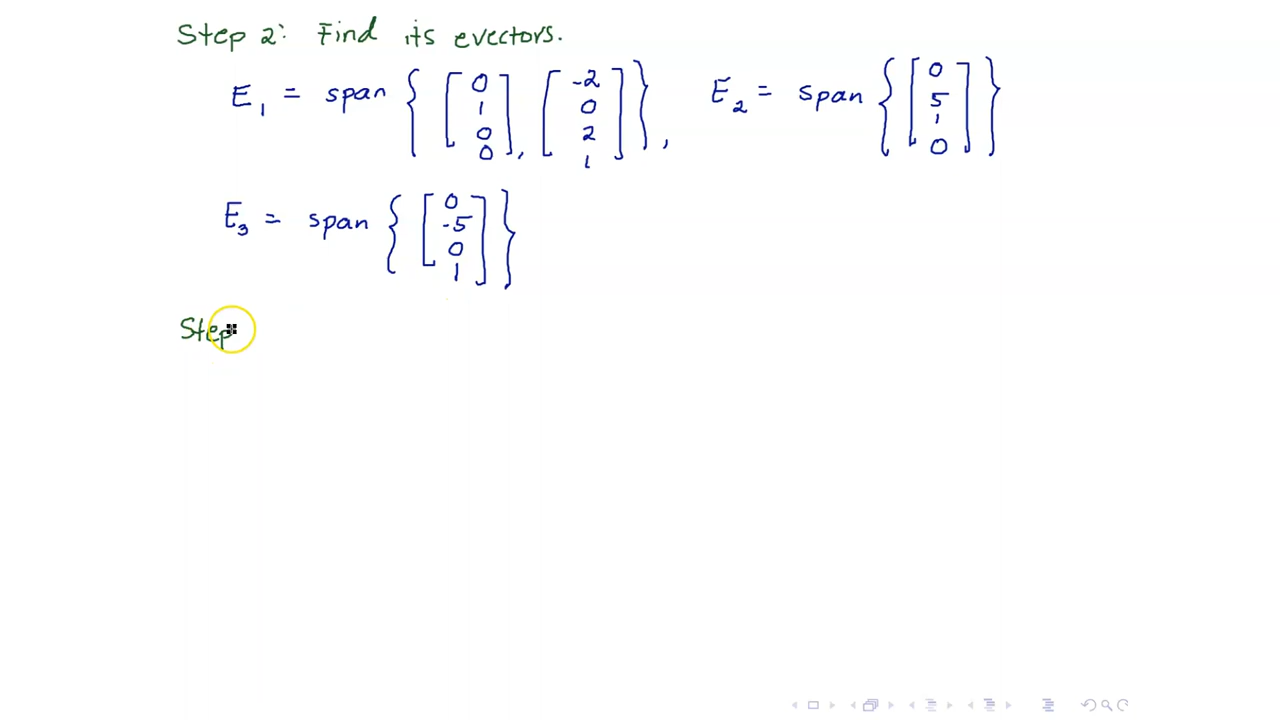 Step 2: Find its evectors.
E₁ = span { [0 1 0 0], [-2 0 2 1] }, E₂ = span { [0 5 1 0] }
E₃ = span { [0 -5 0 1] }
Step